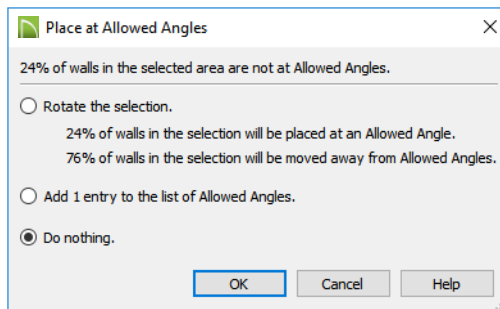 Place at Allowed Angles
24% of walls in the selected area are not at Allowed Angles.
Rotate the selection.
24% of walls in the selection will be placed at an Allowed Angle.
76% of walls in the selection will be moved away from Allowed Angles.
Add 1 entry to the list of Allowed Angles.
Do nothing.
OK Cancel Help